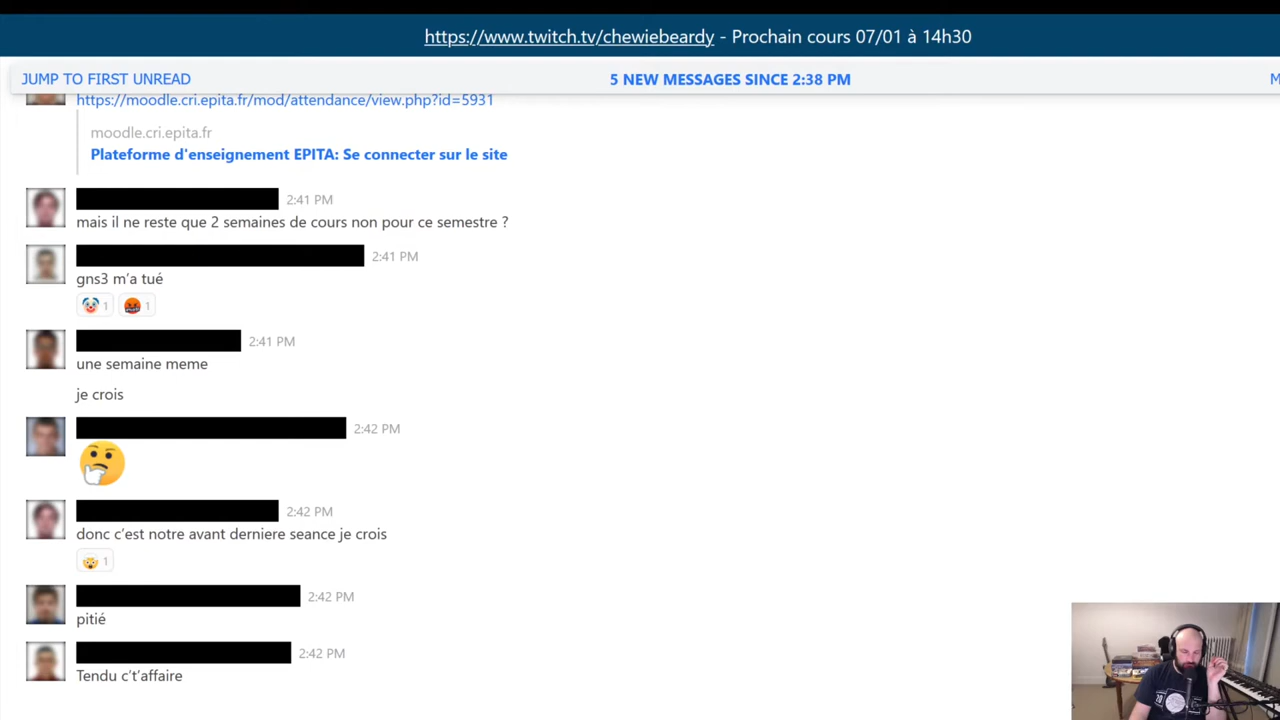 https://www.twitch.tv/chewiebeardy - Prochain cours 07/01 à 14h30
JUMP TO FIRST UNREAD
5 NEW MESSAGES SINCE 2:38 PM
M
https://moodle.cri.epita.fr/mod/attendance/view.php?id=5931
moodle.cri.epita.fr
Plateforme d'enseignement EPITA: Se connecter sur le site
2:41 PM
mais il ne reste que 2 semaines de cours non pour ce semestre ?
2:41 PM
gns3 m’a tué
1 1
2:41 PM
une semaine meme
je crois
2:42 PM
2:42 PM
donc c’est notre avant derniere seance je crois
1
2:42 PM
pitié
2:42 PM
Tendu c’t’affaire